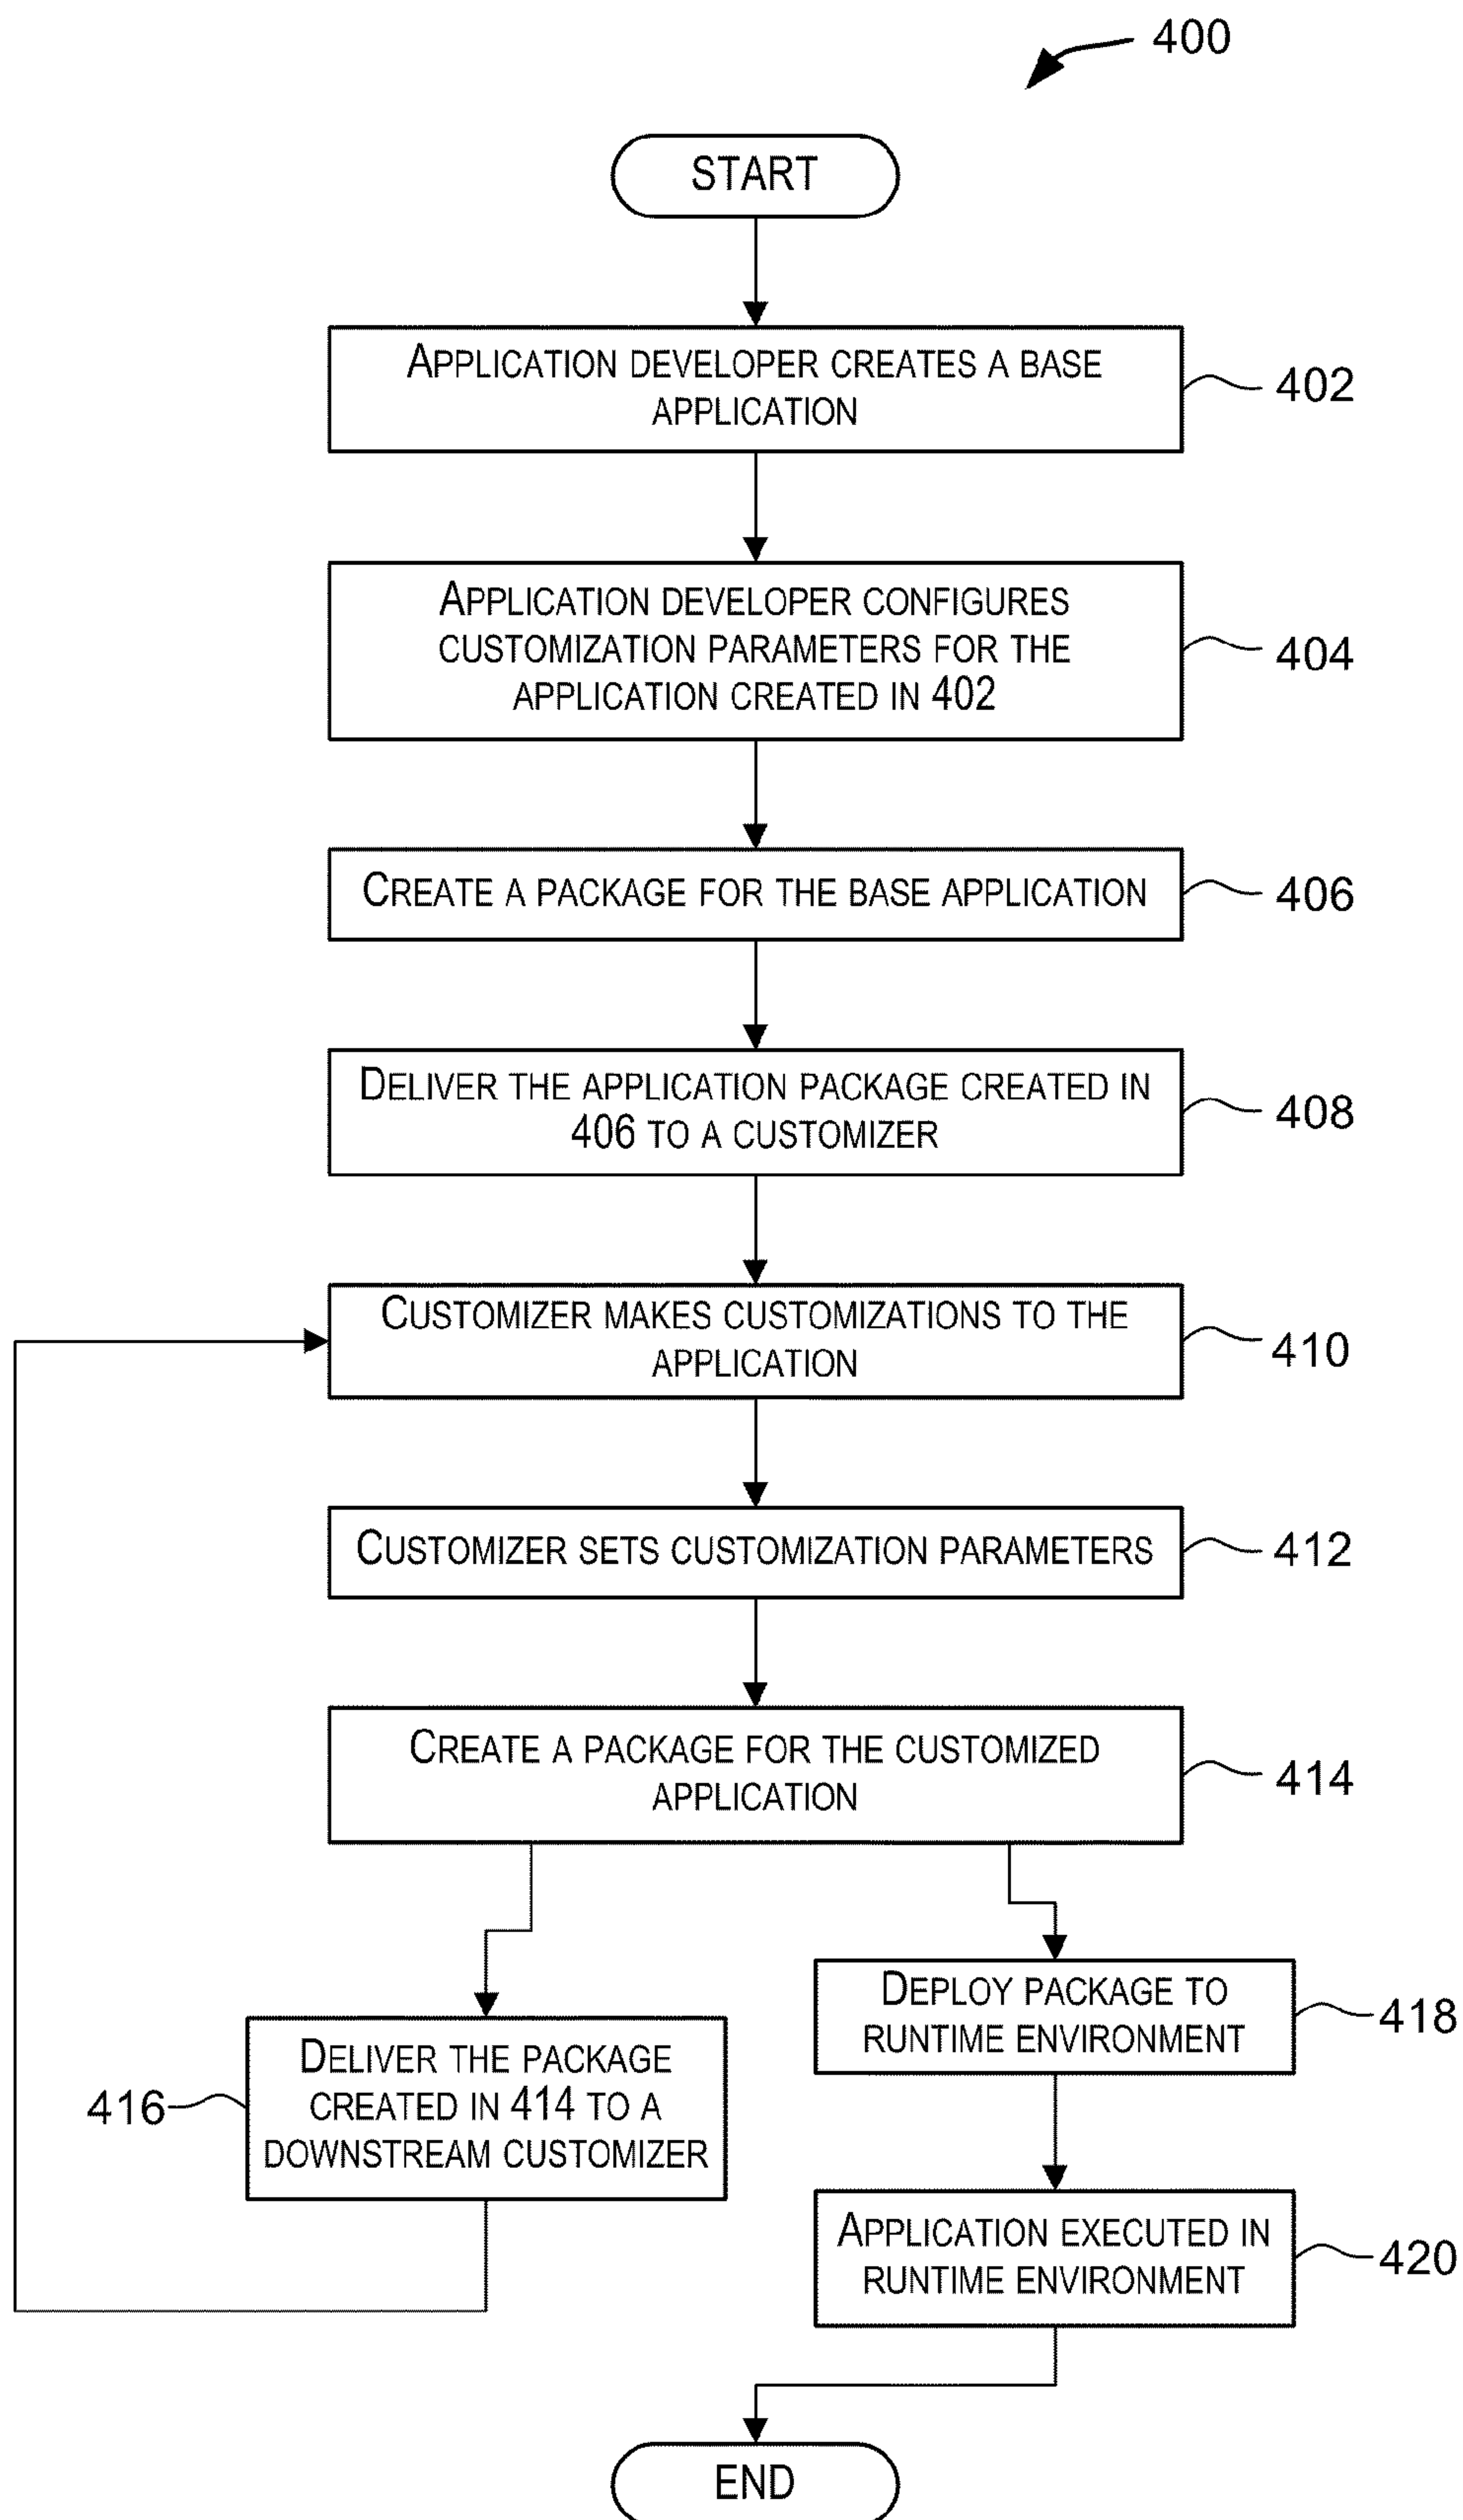 400
START
APPLICATION DEVELOPER CREATES A BASE
APPLICATION
402
APPLICATION DEVELOPER CONFIGURES
CUSTOMIZATION PARAMETERS FOR THE
APPLICATION CREATED IN 402
404
CREATE A PACKAGE FOR THE BASE APPLICATION
406
DELIVER THE APPLICATION PACKAGE CREATED IN
406 TO A CUSTOMIZER
408
CUSTOMIZER MAKES CUSTOMIZATIONS TO THE
APPLICATION
410
CUSTOMIZER SETS CUSTOMIZATION PARAMETERS
412
CREATE A PACKAGE FOR THE CUSTOMIZED
APPLICATION
414
DELIVER THE PACKAGE
CREATED IN 414 TO A
DOWNSTREAM CUSTOMIZER
416
DEPLOY PACKAGE TO
RUNTIME ENVIRONMENT
418
APPLICATION EXECUTED IN
RUNTIME ENVIRONMENT
420
END